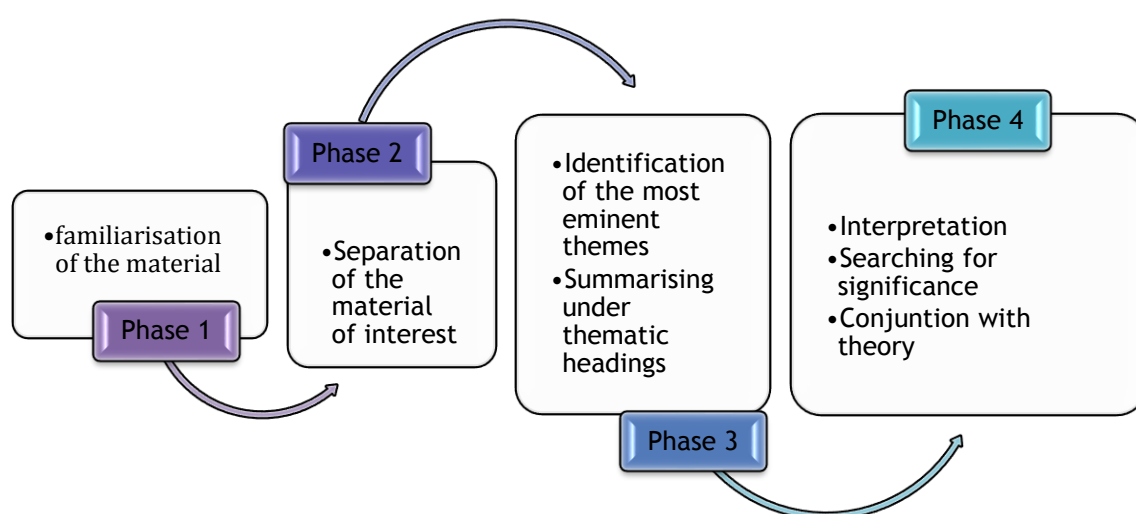 •familiarisation
of the material
Phase 1
Phase 2
•Separation
of the
material
of interest
•Identification
of the most
eminent
themes
•Summarising
under
thematic
headings
Phase 3
Phase 4
•Interpretation
•Searching for
significance
•Conjuntion with
theory